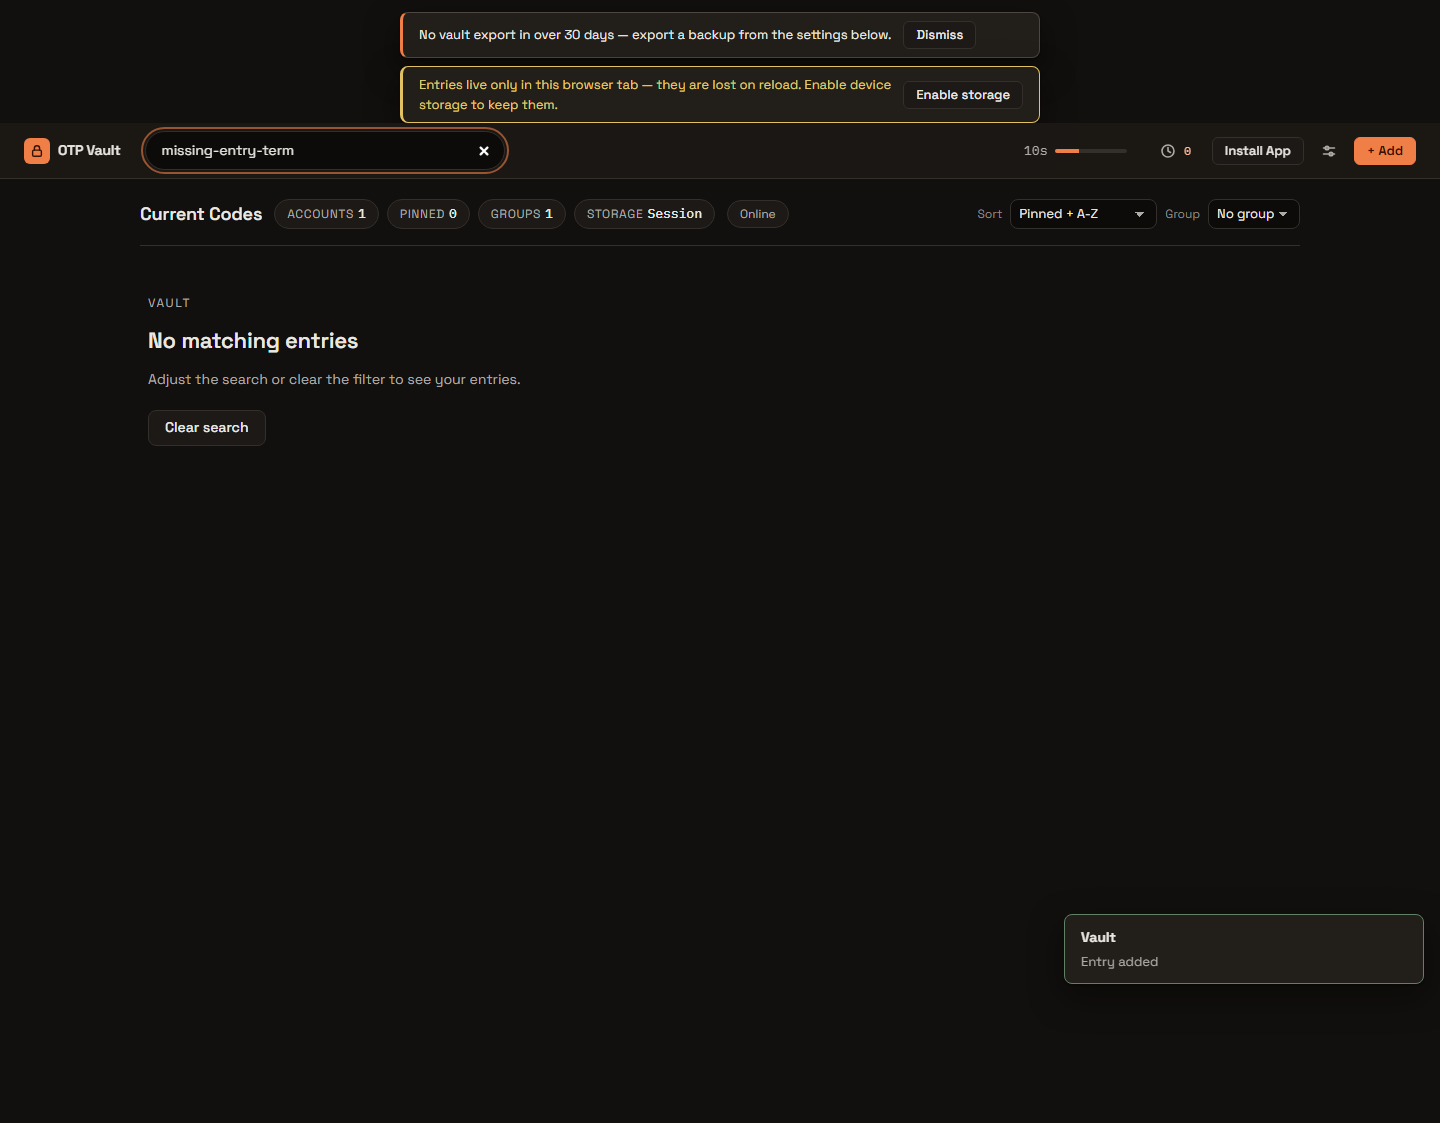 No vault export in over 30 days — export a backup from the settings below.
Dismiss
Entries live only in this browser tab — they are lost on reload. Enable device
storage to keep them.
Enable storage
OTP Vault
missing-entry-term
10s
0
Install App
+ Add
Current Codes
ACCOUNTS 1
PINNED 0
GROUPS 1
STORAGE Session
Online
Sort
Pinned + A-Z
Group
No group
VAULT
No matching entries
Adjust the search or clear the filter to see your entries.
Clear search
Vault
Entry added